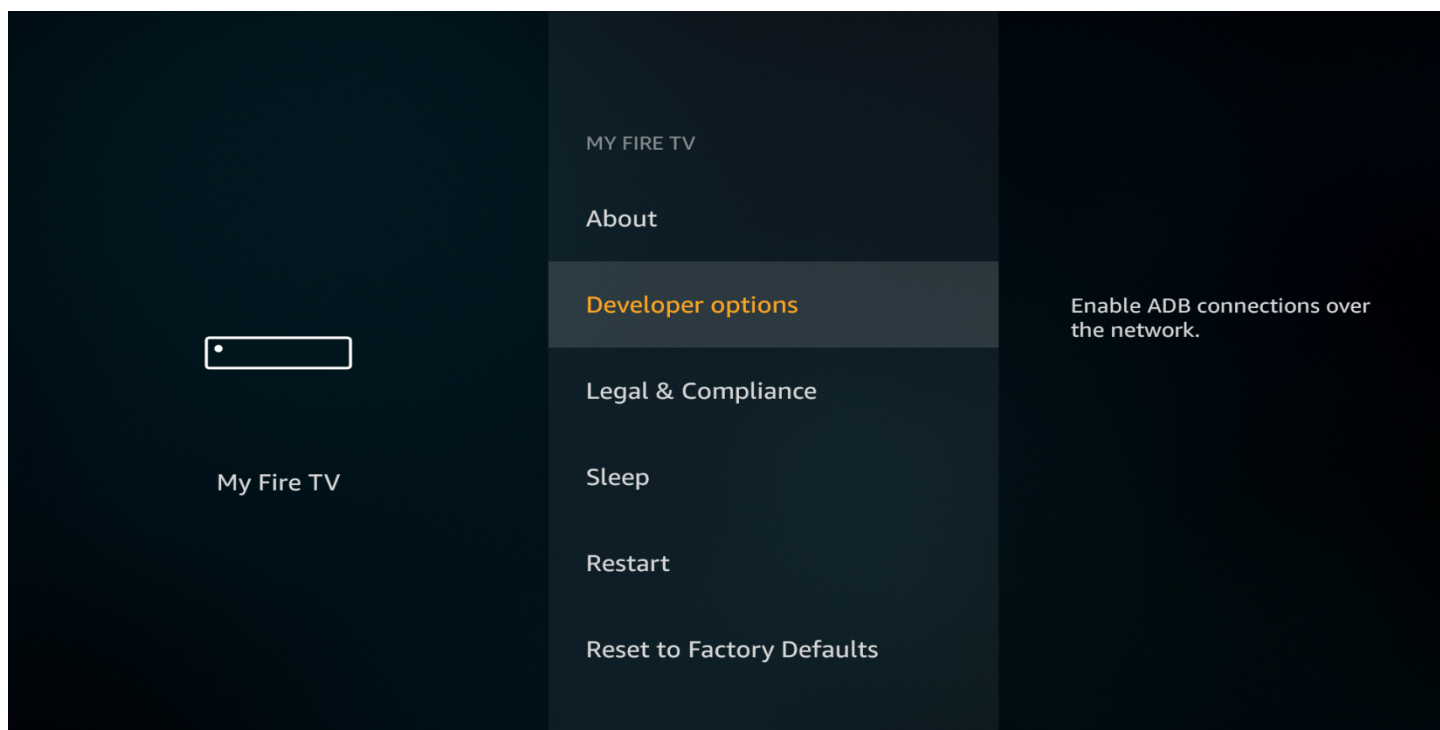 My Fire TV
MY FIRE TV
About
Developer options
Legal & Compliance
Sleep
Restart
Reset to Factory Defaults
Enable ADB connections over
the network.